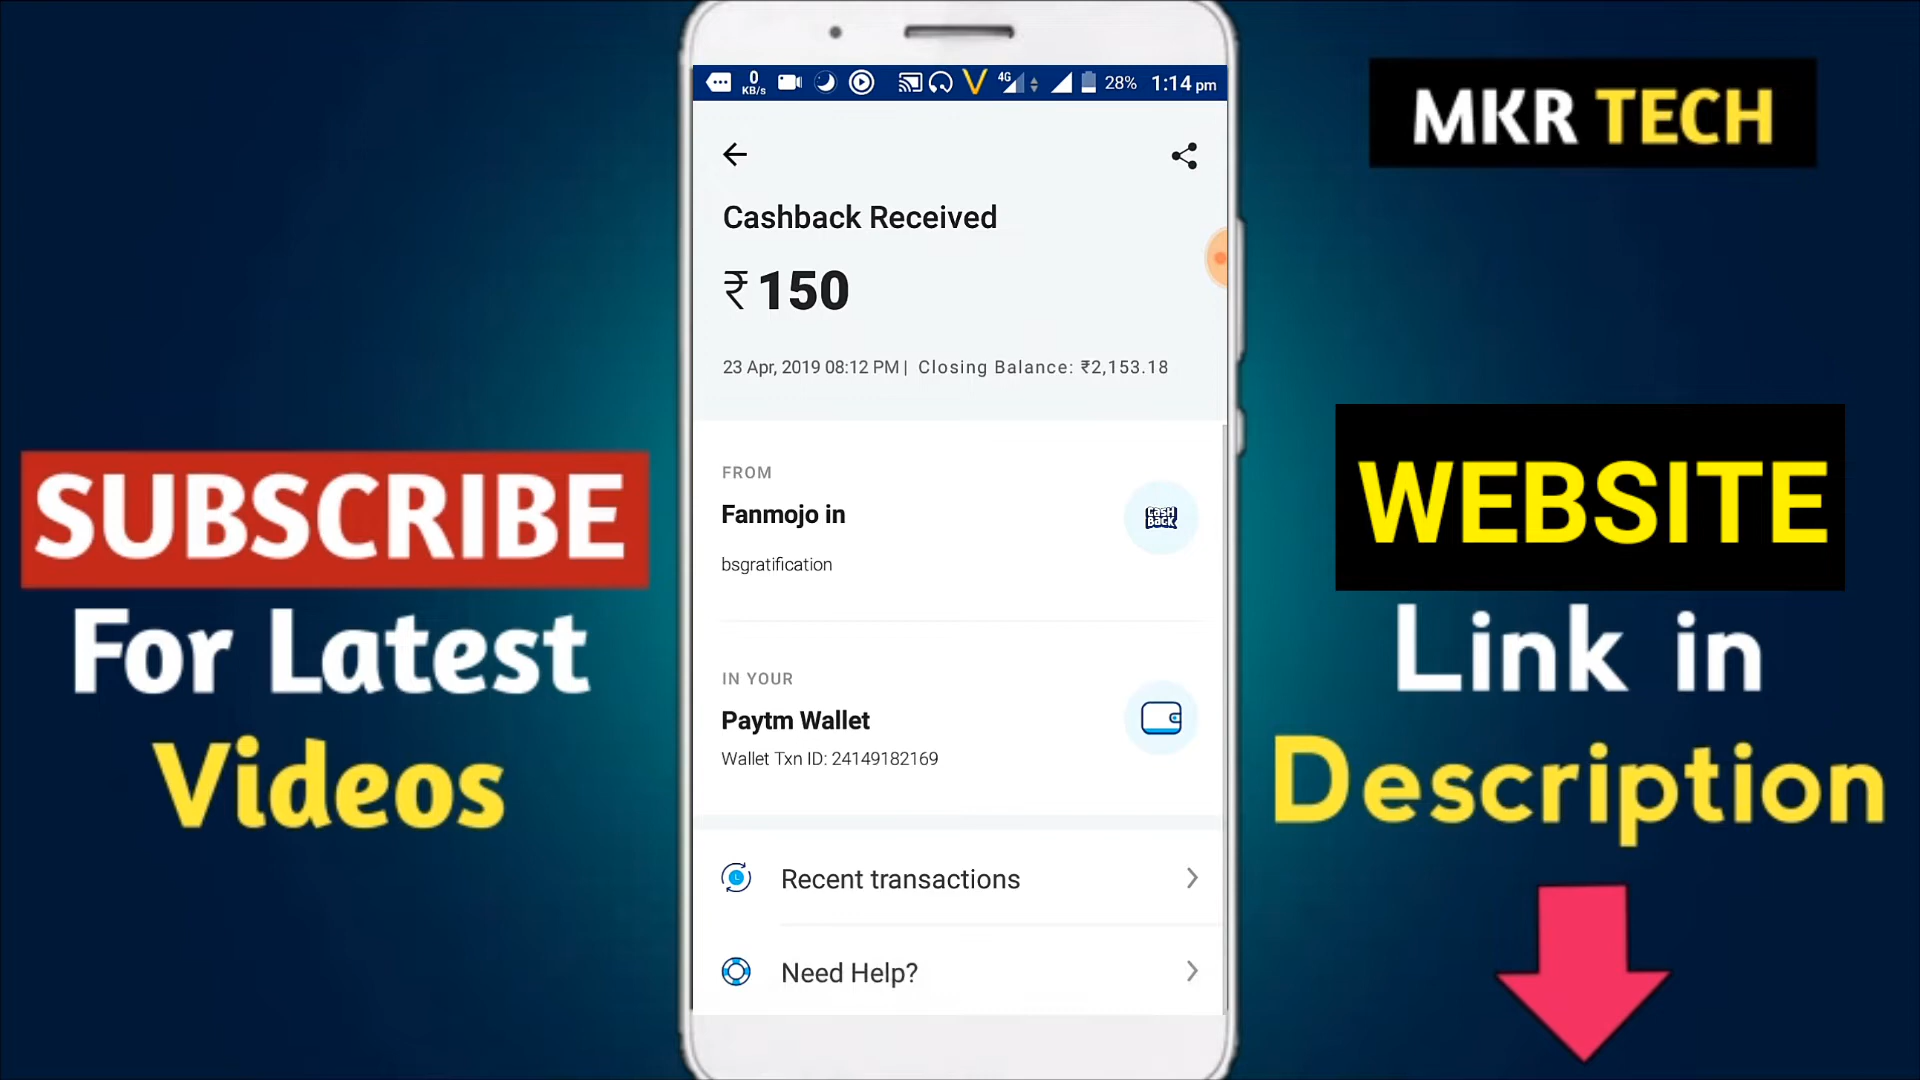 0
KB/s
4G
28%
1:14 pm
MKR TECH
Cashback Received
₹ 150
23 Apr, 2019 08:12 PM | Closing Balance: ₹2,153.18
FROM
Fanmojo in
CASH
BACK
bsgratification
IN YOUR
Paytm Wallet
Wallet Txn ID: 24149182169
Recent transactions
Need Help?
SUBSCRIBE
For Latest
Videos
WEBSITE
Link in
Description